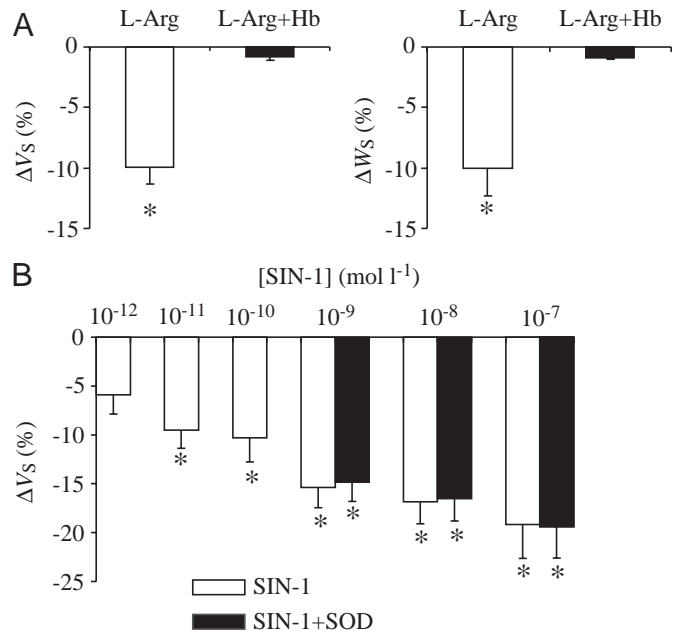 A
L-Arg L-Arg+Hb L-Arg L-Arg+Hb
0
-5
-10
-15
ΔVS (%)
*
0
-5
-10
-15
ΔWS (%)
*
B
[SIN-1] (mol l⁻¹)
10⁻¹² 10⁻¹¹ 10⁻¹⁰ 10⁻⁹ 10⁻⁸ 10⁻⁷
0
-5
-10
-15
-20
-25
ΔVS (%)
* * * * * * * *
SIN-1
SIN-1+SOD